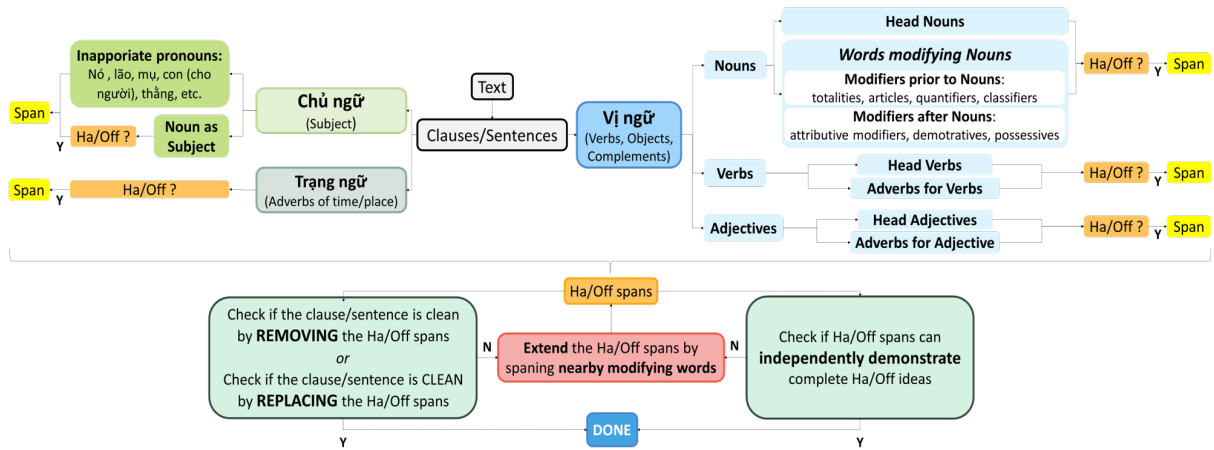 Text
Clauses/Sentences
Chủ ngữ
(Subject)
Inapporiate pronouns:
Nó , lão, mụ, con (cho
người), thằng, etc.
Noun as
Subject
Ha/Off ?
Y
Span
Trạng ngữ
(Adverbs of time/place)
Ha/Off ?
Y
Span
Vị ngữ
(Verbs, Objects,
Complements)
Nouns
Head Nouns
Words modifying Nouns
Modifiers prior to Nouns:
totalities, articles, quantifiers, classifiers
Modifiers after Nouns:
attributive modifiers, demotratives, possessives
Ha/Off ?
Y
Span
Verbs
Head Verbs
Adverbs for Verbs
Ha/Off ?
Y
Span
Adjectives
Head Adjectives
Adverbs for Adjective
Ha/Off ?
Y
Span
Ha/Off spans
Check if the clause/sentence is clean
by REMOVING the Ha/Off spans
or
Check if the clause/sentence is CLEAN
by REPLACING the Ha/Off spans
N
Extend the Ha/Off spans by
spaning nearby modifying words
N
Check if Ha/Off spans can
independently demonstrate
complete Ha/Off ideas
Y
DONE
Y